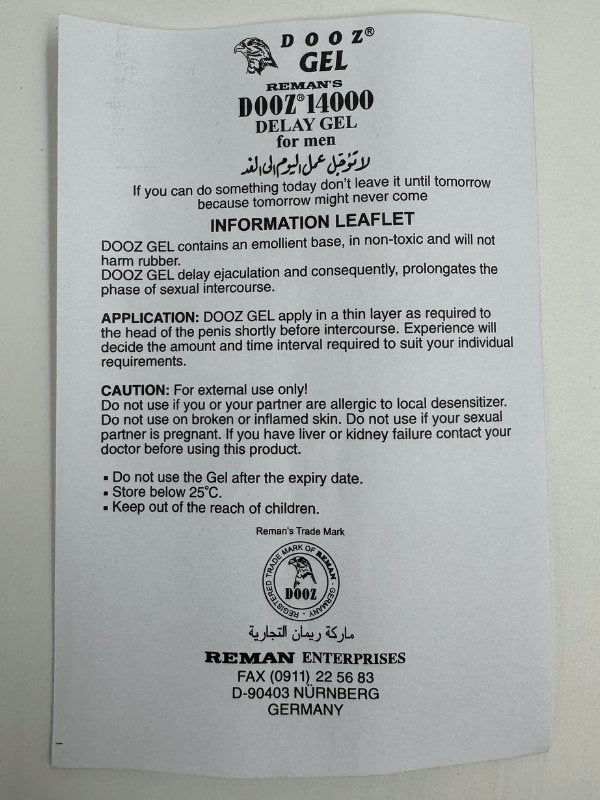 DOOZ®
GEL
REMAN'S
DOOZ®14000
DELAY GEL
for men
لا تؤجل عمل اليوم الى الغد
If you can do something today don't leave it until tomorrow
because tomorrow might never come
INFORMATION LEAFLET
DOOZ GEL contains an emollient base, in non-toxic and will not
harm rubber.
DOOZ GEL delay ejaculation and consequently, prolongates the
phase of sexual intercourse.
APPLICATION: DOOZ GEL apply in a thin layer as required to
the head of the penis shortly before intercourse. Experience will
decide the amount and time interval required to suit your individual
requirements.
CAUTION: For external use only!
Do not use if you or your partner are allergic to local desensitizer.
Do not use on broken or inflamed skin. Do not use if your sexual
partner is pregnant. If you have liver or kidney failure contact your
doctor before using this product.
▪ Do not use the Gel after the expiry date.
▪ Store below 25°C.
▪ Keep out of the reach of children.
Reman's Trade Mark
REGISTERED TRADE MARK OF REMAN - GERMANY -
DOOZ
ماركة ريمان التجارية
REMAN ENTERPRISES
FAX (0911) 22 56 83
D-90403 NÜRNBERG
GERMANY